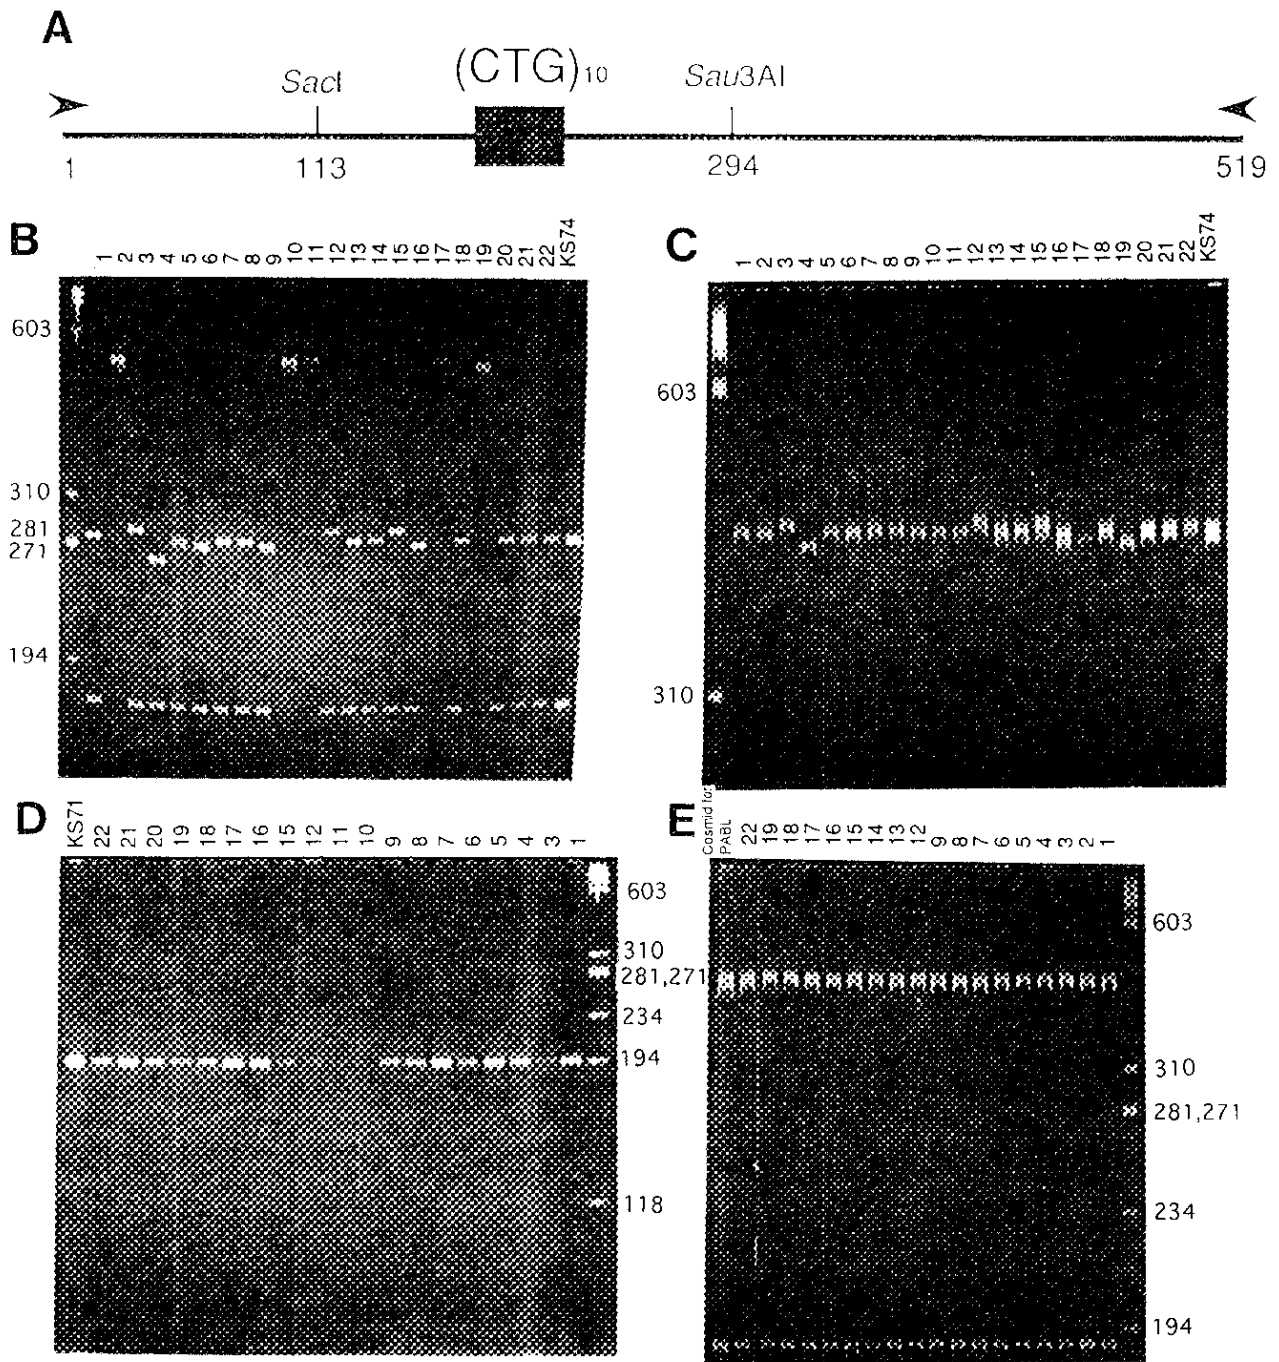 A
(CTG)10
SacI
Sau3AI
1
113
294
519
B
1 2 3 4 5 6 7 8 9 10 11 12 13 14 15 16 17 18 19 20 21 22 KS74
603
310
281
271
194
C
1 2 3 4 5 6 7 8 9 10 11 12 13 14 15 16 17 18 19 20 21 22 KS74
603
310
D
KS71 22 21 20 19 18 17 16 15 12 11 10 9 8 7 6 5 4 3 1
603
310
281,271
234
194
118
E
Cosmid for
PABL 22 19 18 17 16 15 14 13 12 9 8 7 6 5 4 3 2 1
603
310
281,271
234
194